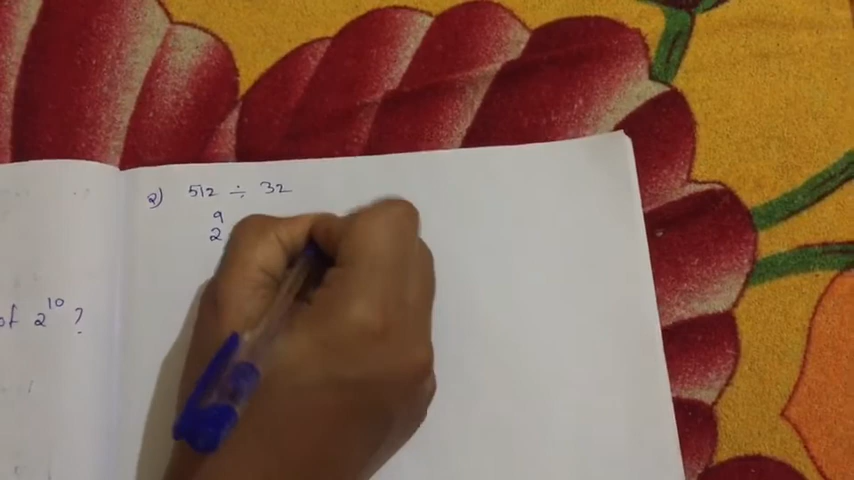 2) 512 ÷ 32
2⁹
of 2¹⁰ ?